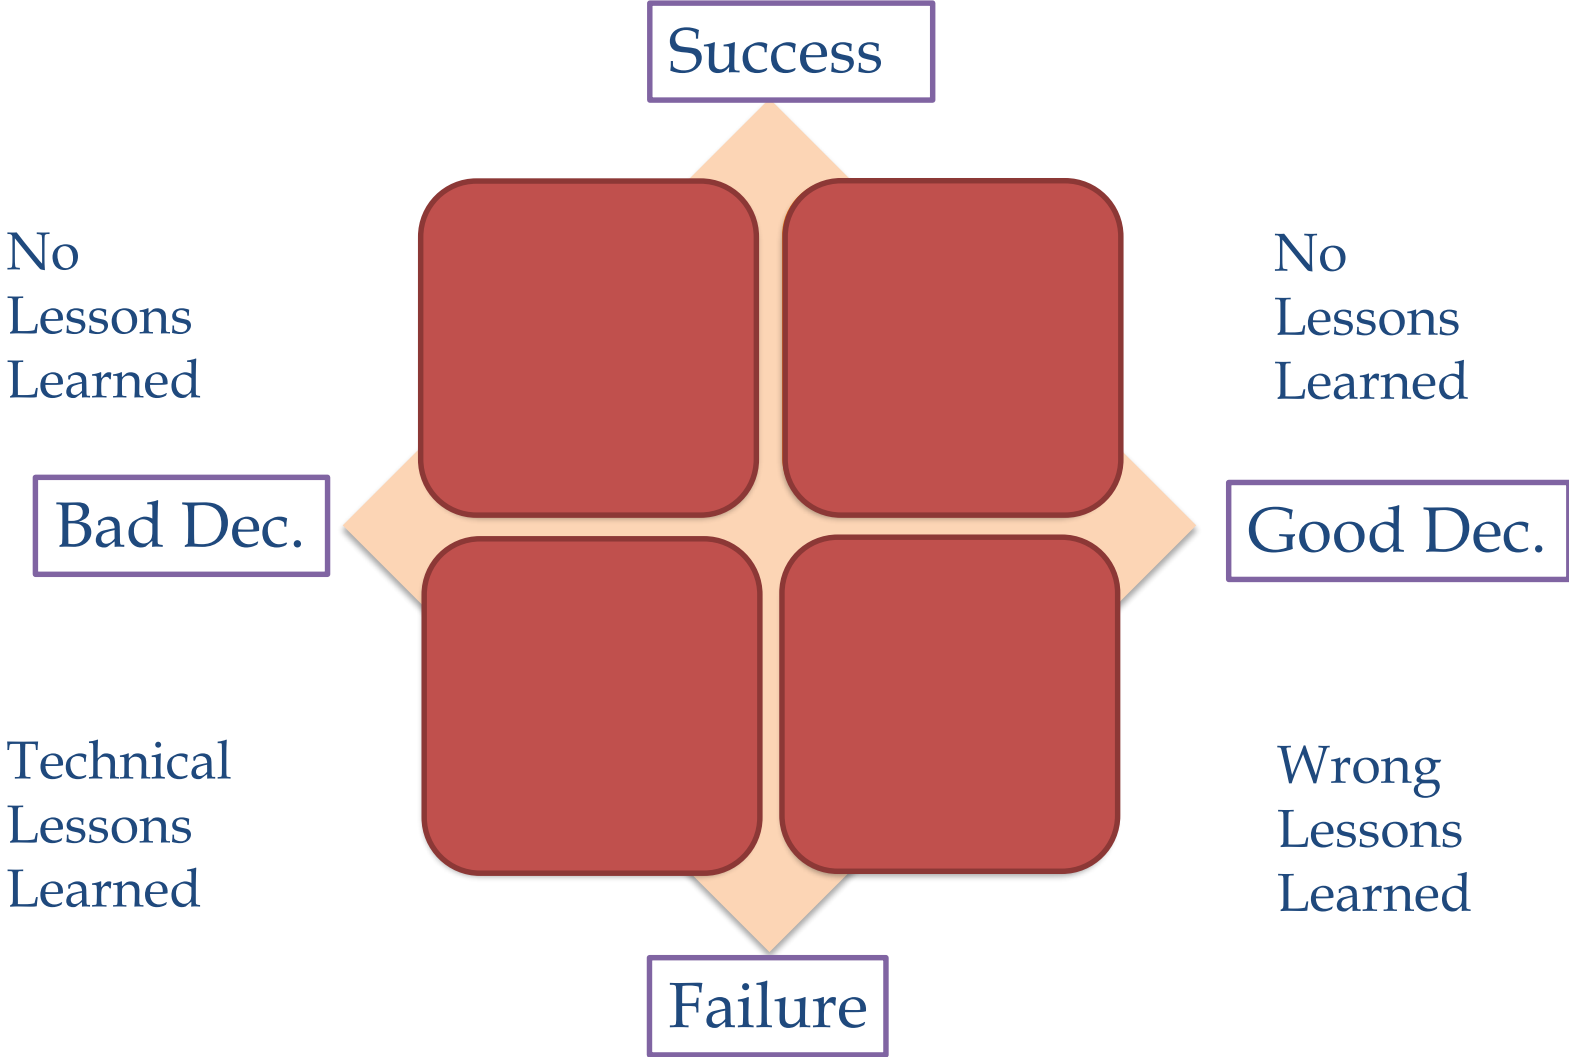 Success
No
Lessons
Learned
No
Lessons
Learned
Bad Dec.
Good Dec.
Technical
Lessons
Learned
Wrong
Lessons
Learned
Failure